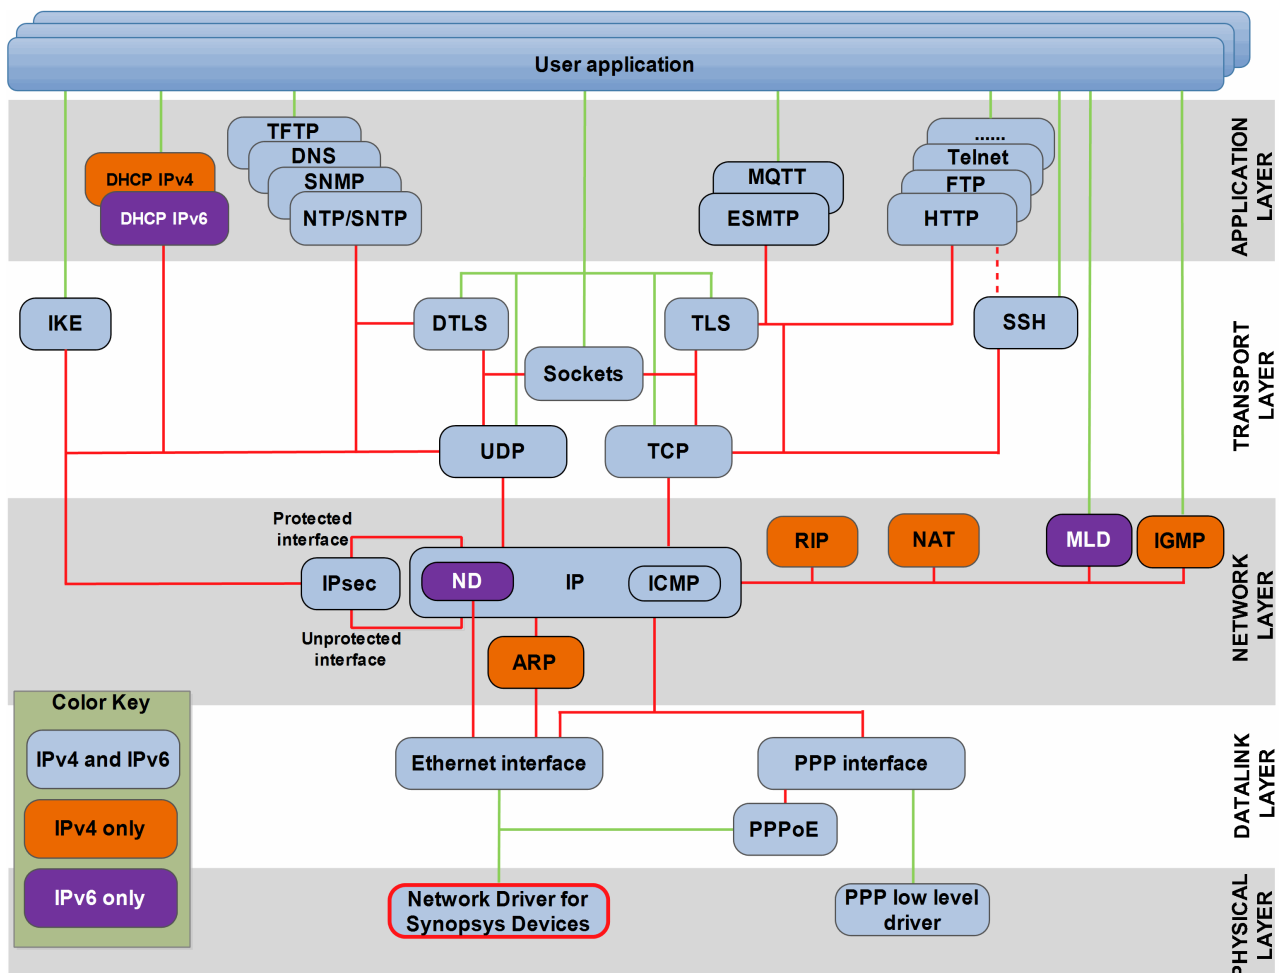 User application
TFTP
DNS
SNMP
NTP/SNTP
DHCP IPv4
DHCP IPv6
MQTT
ESMTP
......
Telnet
FTP
HTTP
APPLICATION
LAYER
IKE
DTLS
TLS
SSH
Sockets
UDP
TCP
TRANSPORT
LAYER
Protected
interface
IPsec
Unprotected
interface
ND
IP
ICMP
ARP
RIP
NAT
MLD
IGMP
NETWORK
LAYER
Color Key
IPv4 and IPv6
IPv4 only
IPv6 only
Ethernet interface
PPP interface
PPPoE
DATALINK
LAYER
Network Driver for
Synopsys Devices
PPP low level
driver
PHYSICAL
LAYER